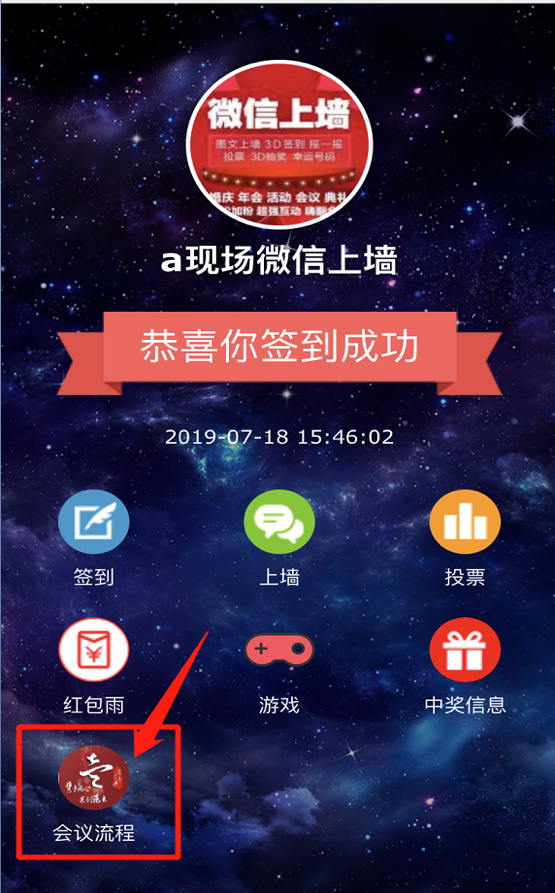 微信上墙
图文上墙 3D签到 摇一摇
投票 3D抽奖 幸运号码
婚庆 年会 活动 会议 典礼
加粉 超强互动
a现场微信上墙
恭喜你签到成功
2019-07-18 15:46:02
签到
上墙
投票
¥
红包雨
游戏
中奖信息
壹
会议流程